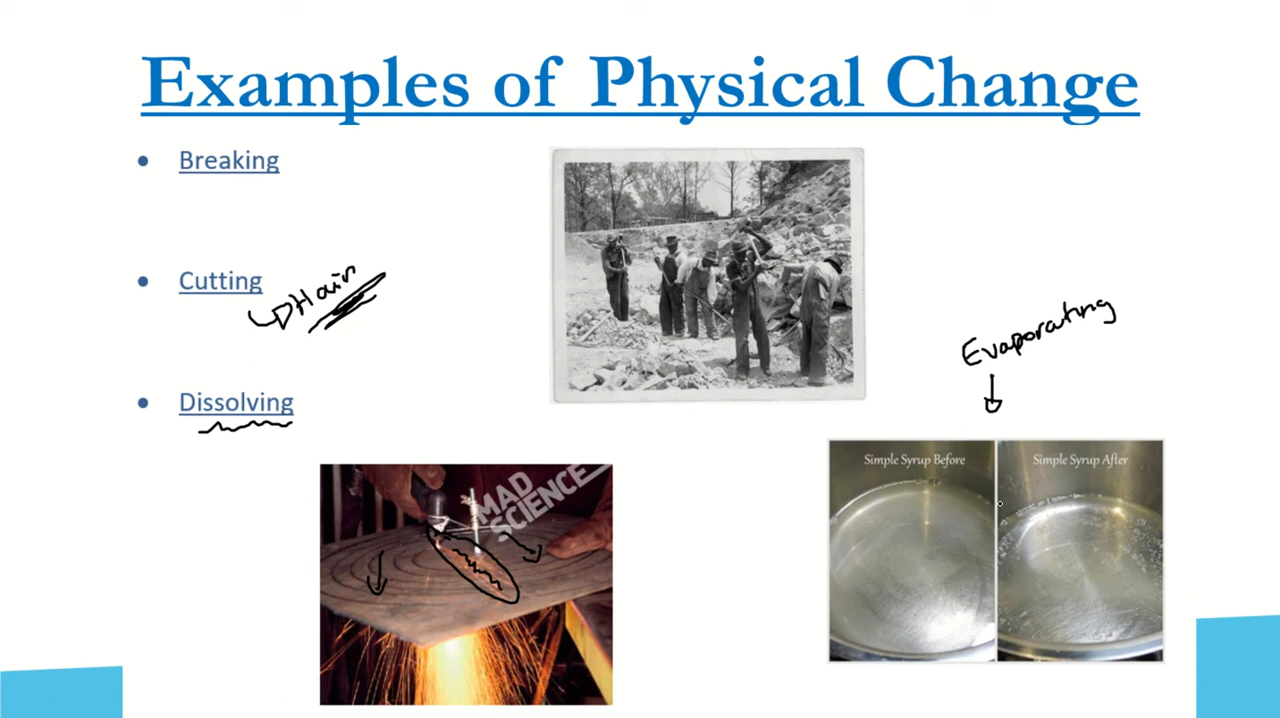 Examples of Physical Change
• Breaking
• Cutting
Hair
• Dissolving
Evaporating
MAD
SCIENCE
Simple Syrup Before
Simple Syrup After